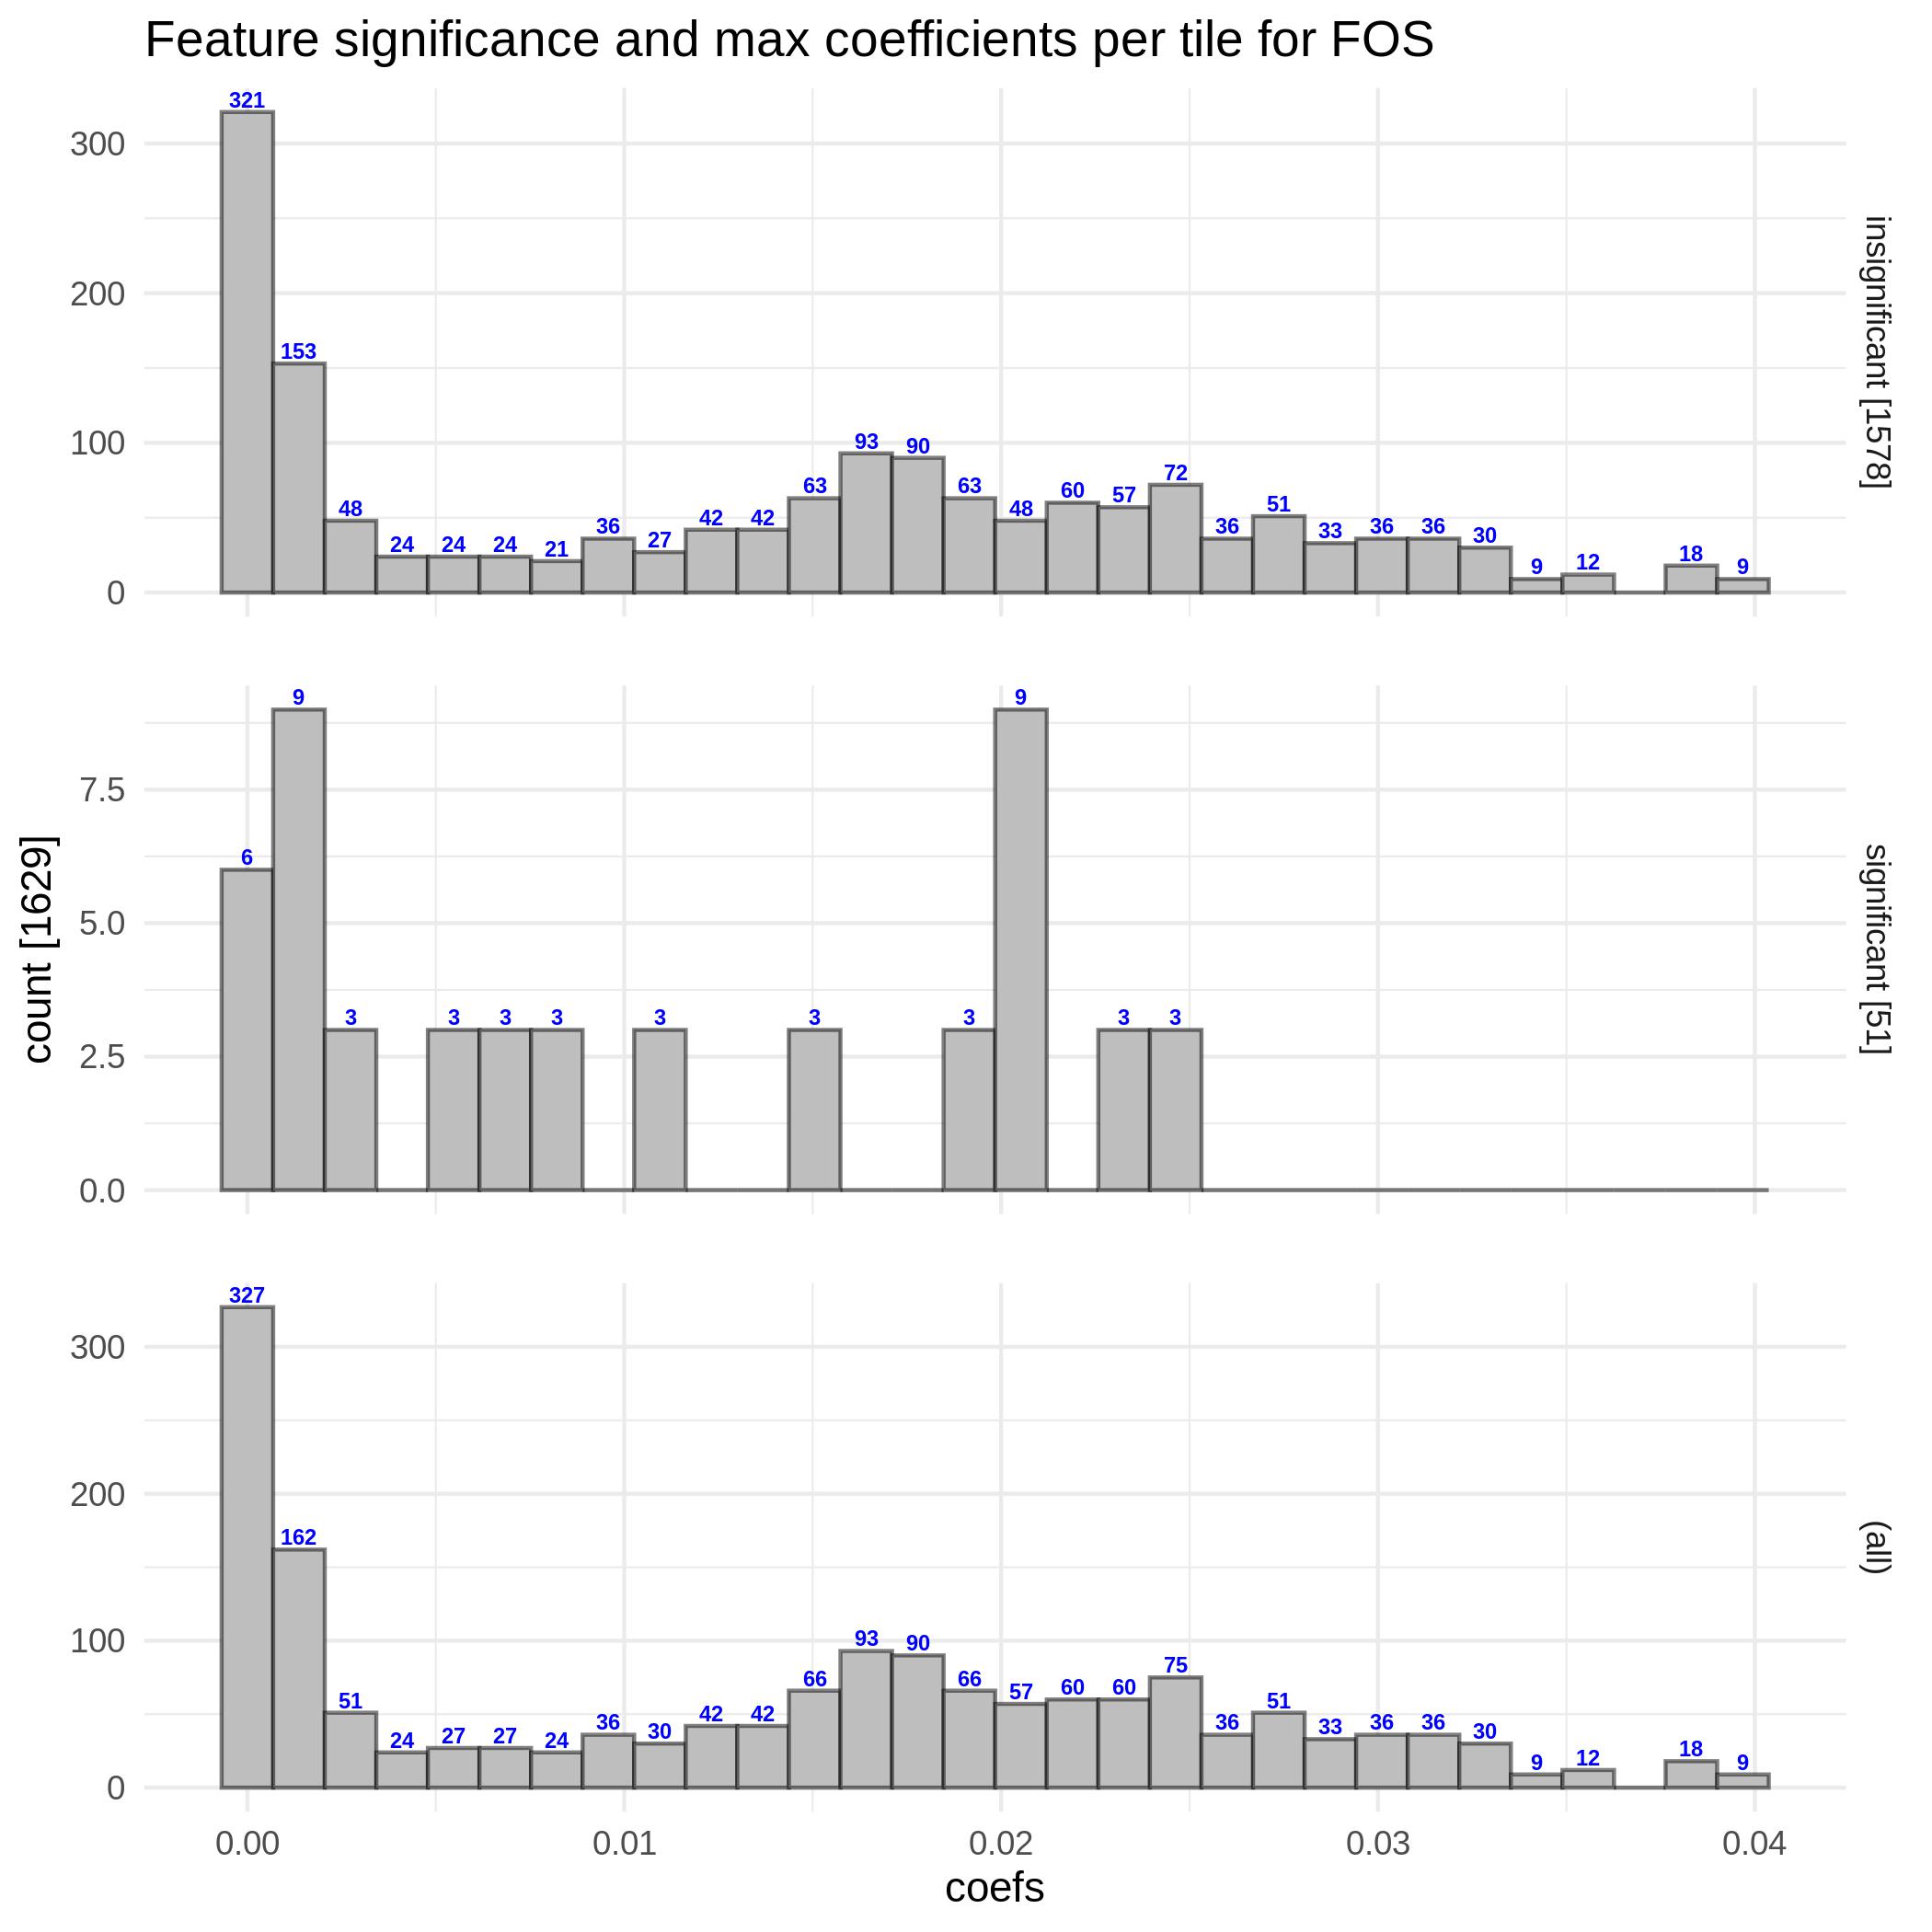 Feature significance and max coefficients per tile for FOS
321
300
153
200
100
93 90
72
63 63 60 57
48 48 51
42 42
36 27 36 33 36 36 30
24 24 24 21
9 12 18 9
0
insignificant [1578]
9 9
7.5
6
5.0
3 3 3 3 3 3 3 3 3
2.5
0.0
significant [51]
count [1629]
327
300
200
162
100
93 90
75
66 66 57 60 60
51 51
42 42
36 30 36 33 36 36 30
24 27 27 24
9 12 18 9
0
(all)
0.00 0.01 0.02 0.03 0.04
coefs